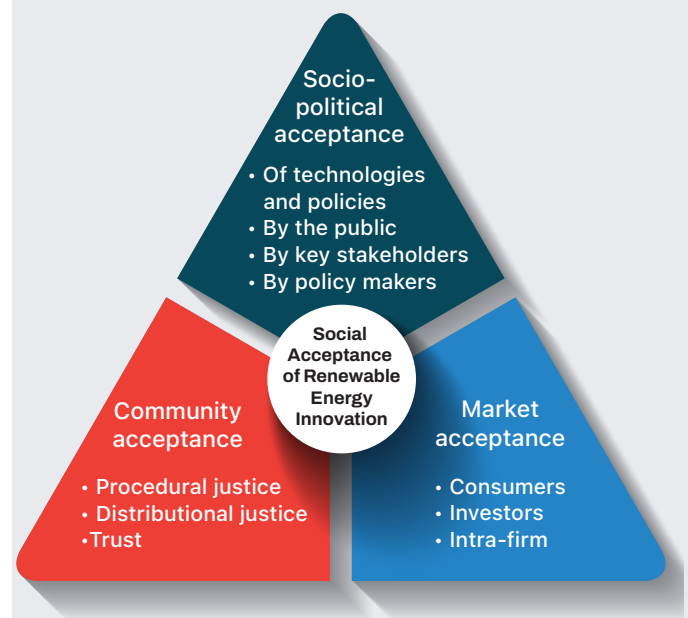 Socio-
political
acceptance
• Of technologies
and policies
• By the public
• By key stakeholders
• By policy makers
Social
Acceptance
of Renewable
Energy
Innovation
Community
acceptance
• Procedural justice
• Distributional justice
•Trust
Market
acceptance
• Consumers
• Investors
• Intra-firm